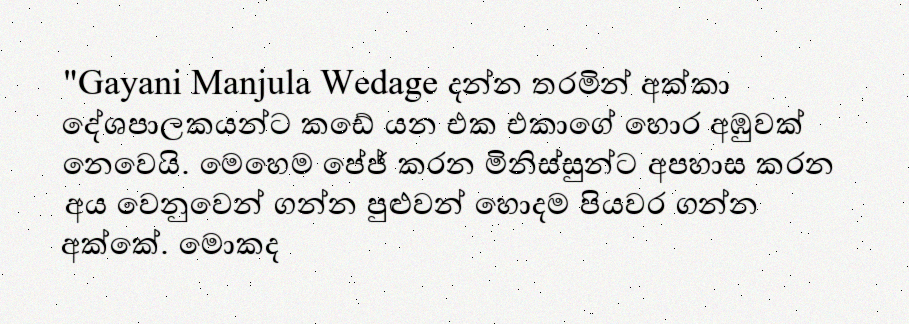 "Gayani Manjula Wedage දන්න තරමින් අක්කා
දේශපාලකයන්ට කඩේ යන එක එකාගේ හොර අඹුවක්
නෙවෙයි. මෙහෙම පේජ් කරන මිනිස්සුන්ට අපහාස කරන
අය වෙනුවෙන් ගන්න පුළුවන් හොදම පියවර ගන්න
අක්කේ. මොකද